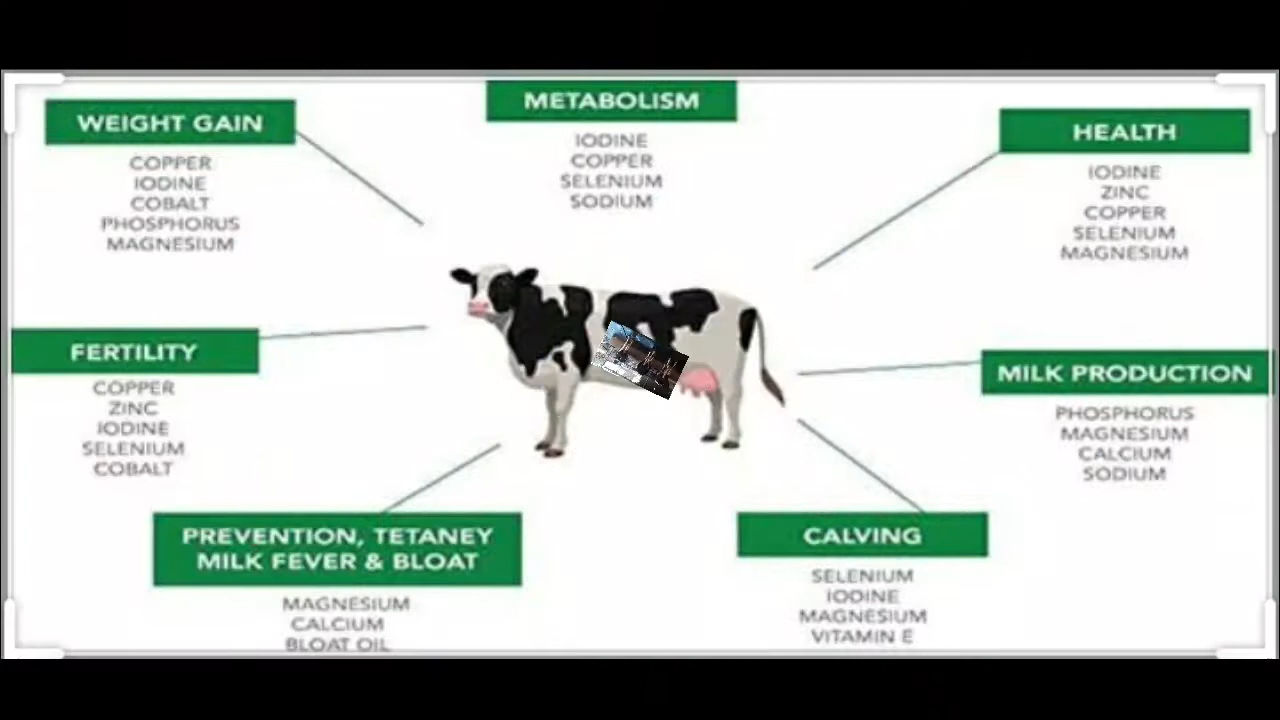 WEIGHT GAIN
COPPER
IODINE
COBALT
PHOSPHORUS
MAGNESIUM
METABOLISM
IODINE
COPPER
SELENIUM
SODIUM
HEALTH
IODINE
ZINC
COPPER
SELENIUM
MAGNESIUM
FERTILITY
COPPER
ZINC
IODINE
SELENIUM
COBALT
MILK PRODUCTION
PHOSPHORUS
MAGNESIUM
CALCIUM
SODIUM
PREVENTION, TETANEY
MILK FEVER & BLOAT
MAGNESIUM
CALCIUM
BLOAT OIL
CALVING
SELENIUM
IODINE
MAGNESIUM
VITAMIN E